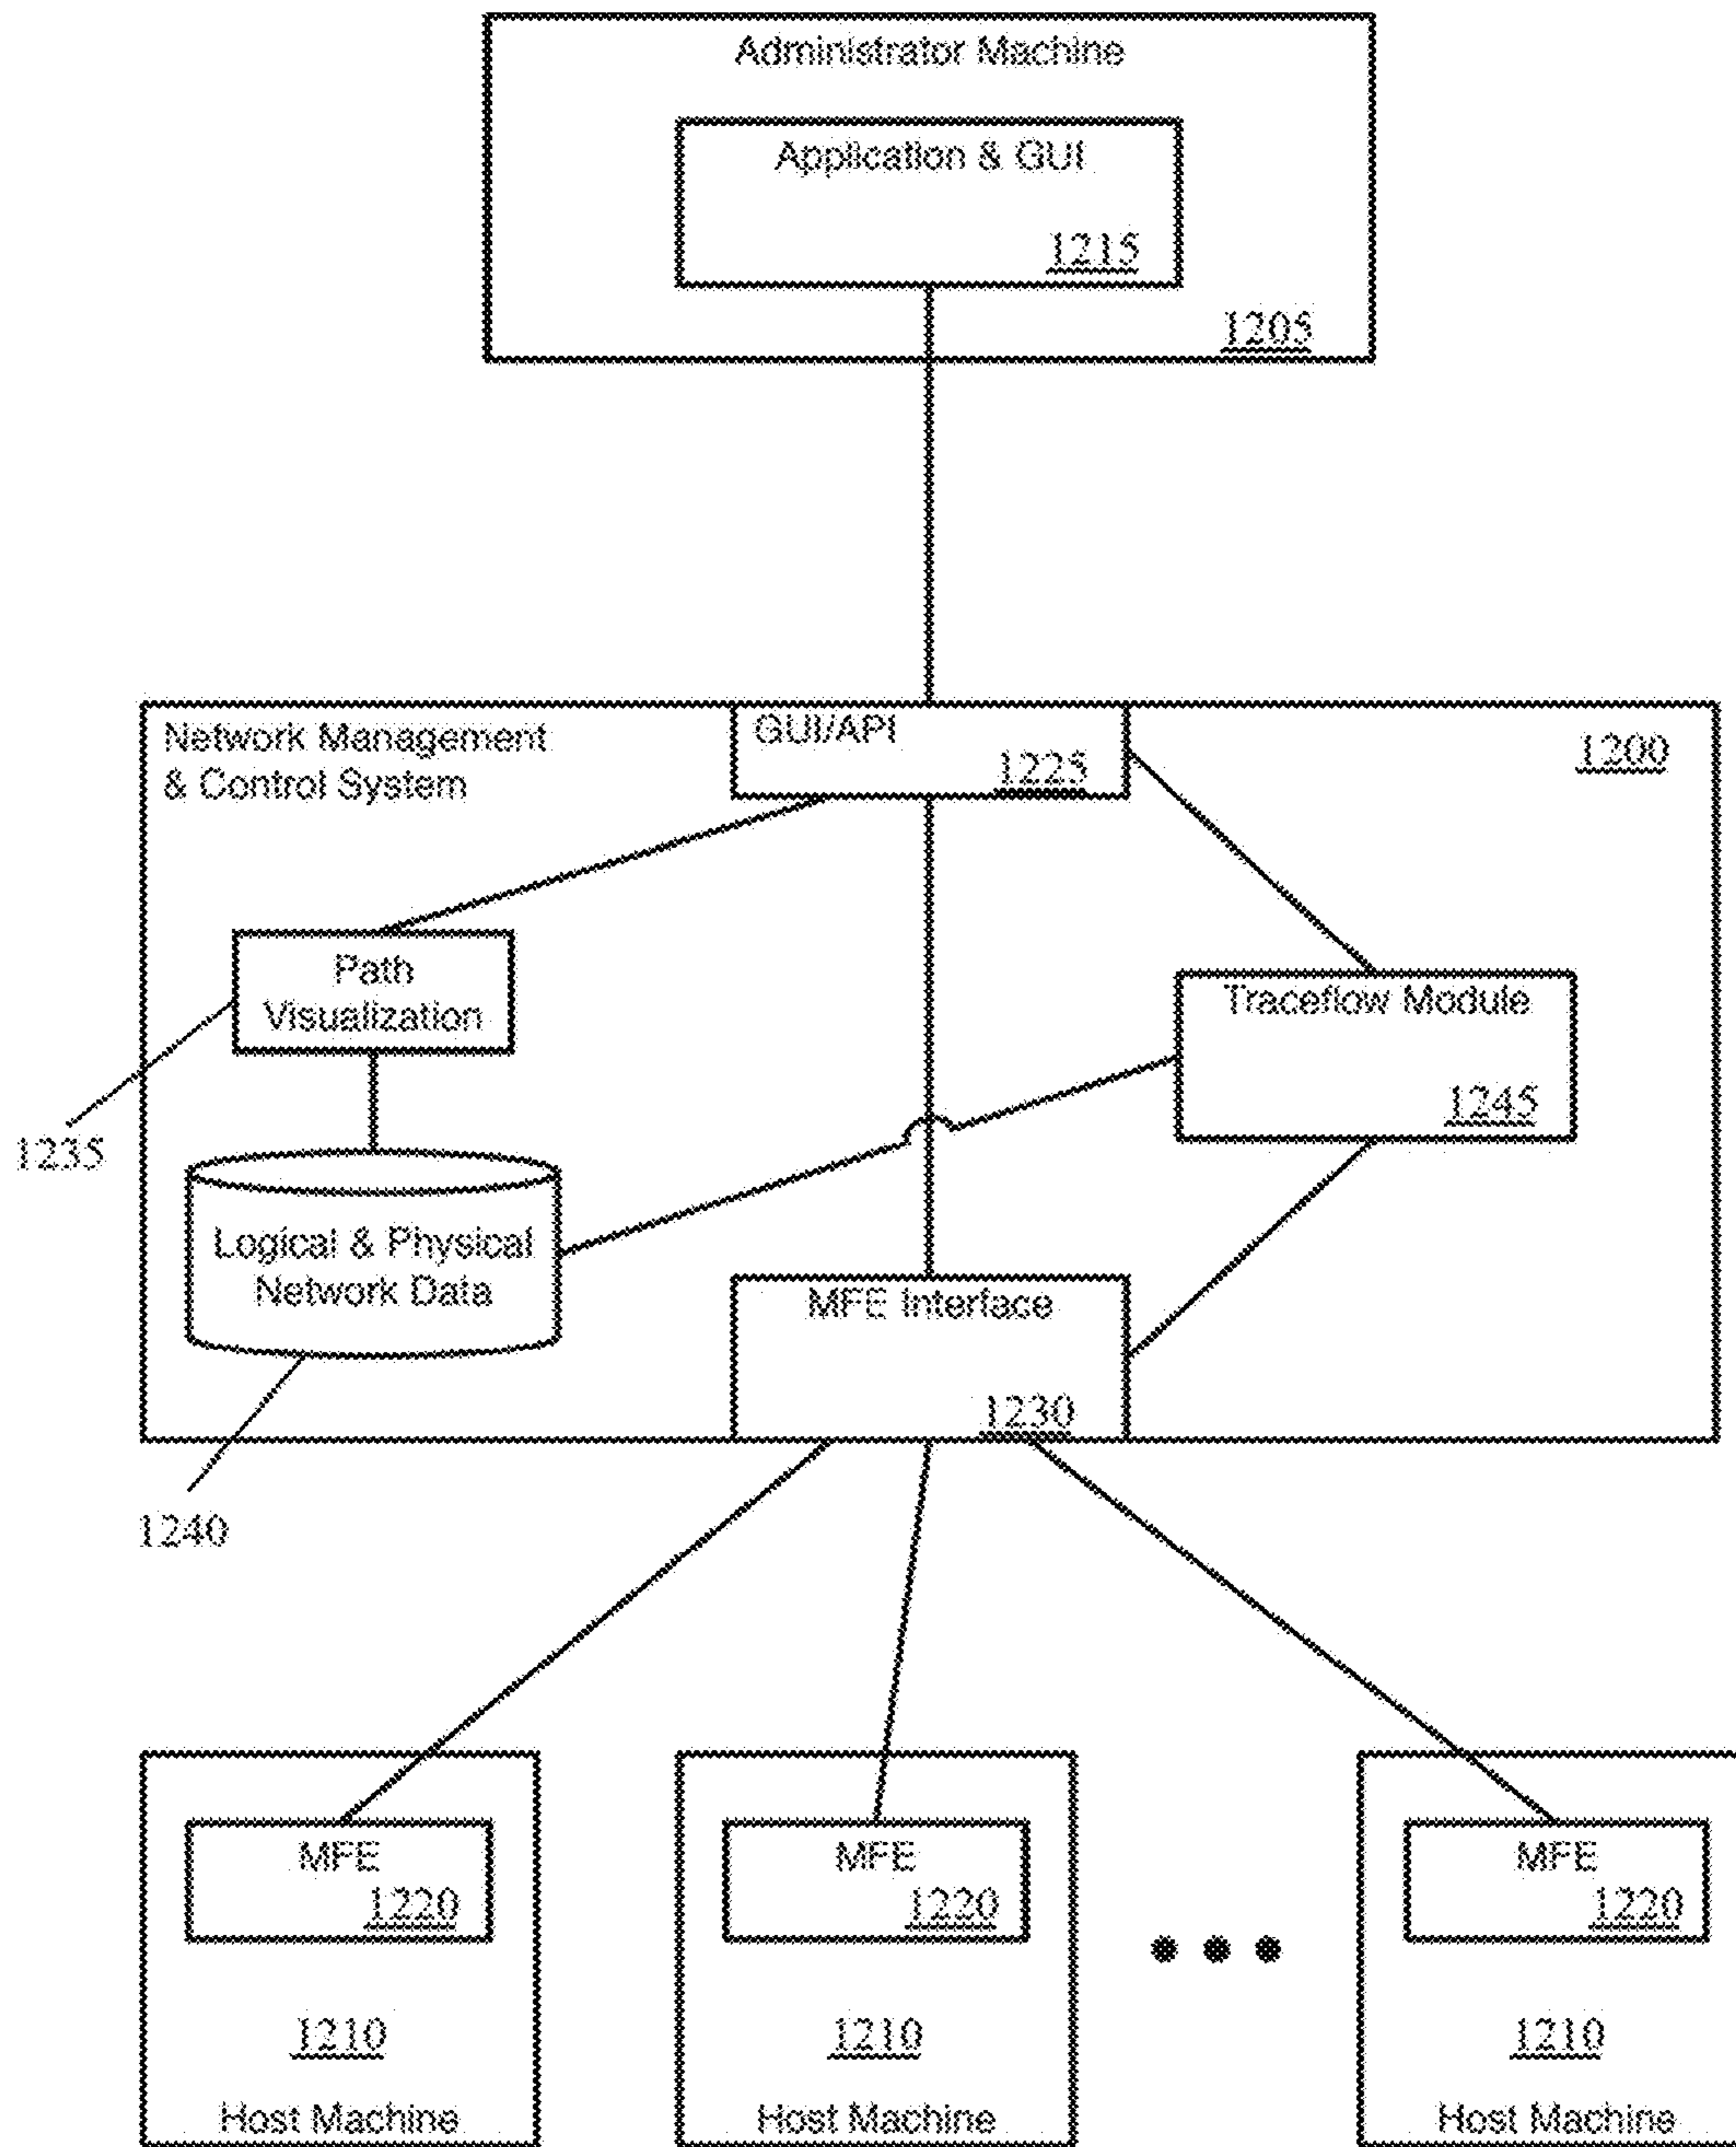 Administrator Machine
Application & GUI
1215
1205
Network Management
& Control System
GUI/API
1225
1200
Path
Visualization
1235
Traceflow Module
1245
Logical & Physical
Network Data
1240
MFE Interface
1230
MFE
1220
1210
Host Machine
MFE
1220
1210
Host Machine
MFE
1220
1210
Host Machine